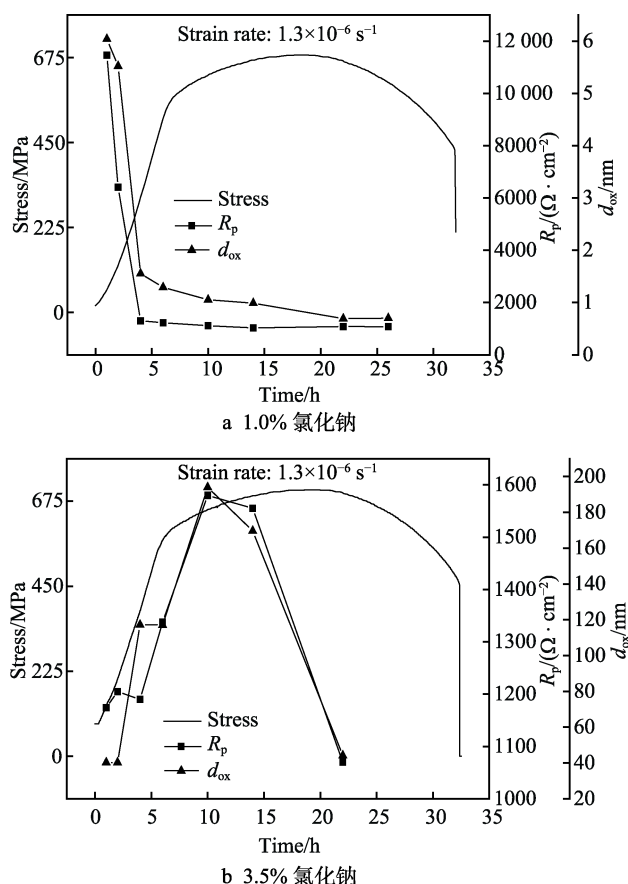 Strain rate: 1.3×10⁻⁶ s⁻¹
675
450
225
0
Stress/MPa
Stress
Rp
dox
12 000
10 000
8000
6000
4000
2000
0
Rp/(Ω · cm⁻²)
6
5
4
3
2
1
0
dox/nm
0 5 10 15 20 25 30 35
Time/h
a 1.0% 氯化钠
Strain rate: 1.3×10⁻⁶ s⁻¹
675
450
225
0
Stress/MPa
Stress
Rp
dox
1600
1500
1400
1300
1200
1100
1000
Rp/(Ω · cm⁻²)
200
180
160
140
120
100
80
60
40
20
dox/nm
0 5 10 15 20 25 30 35
Time/h
b 3.5% 氯化钠